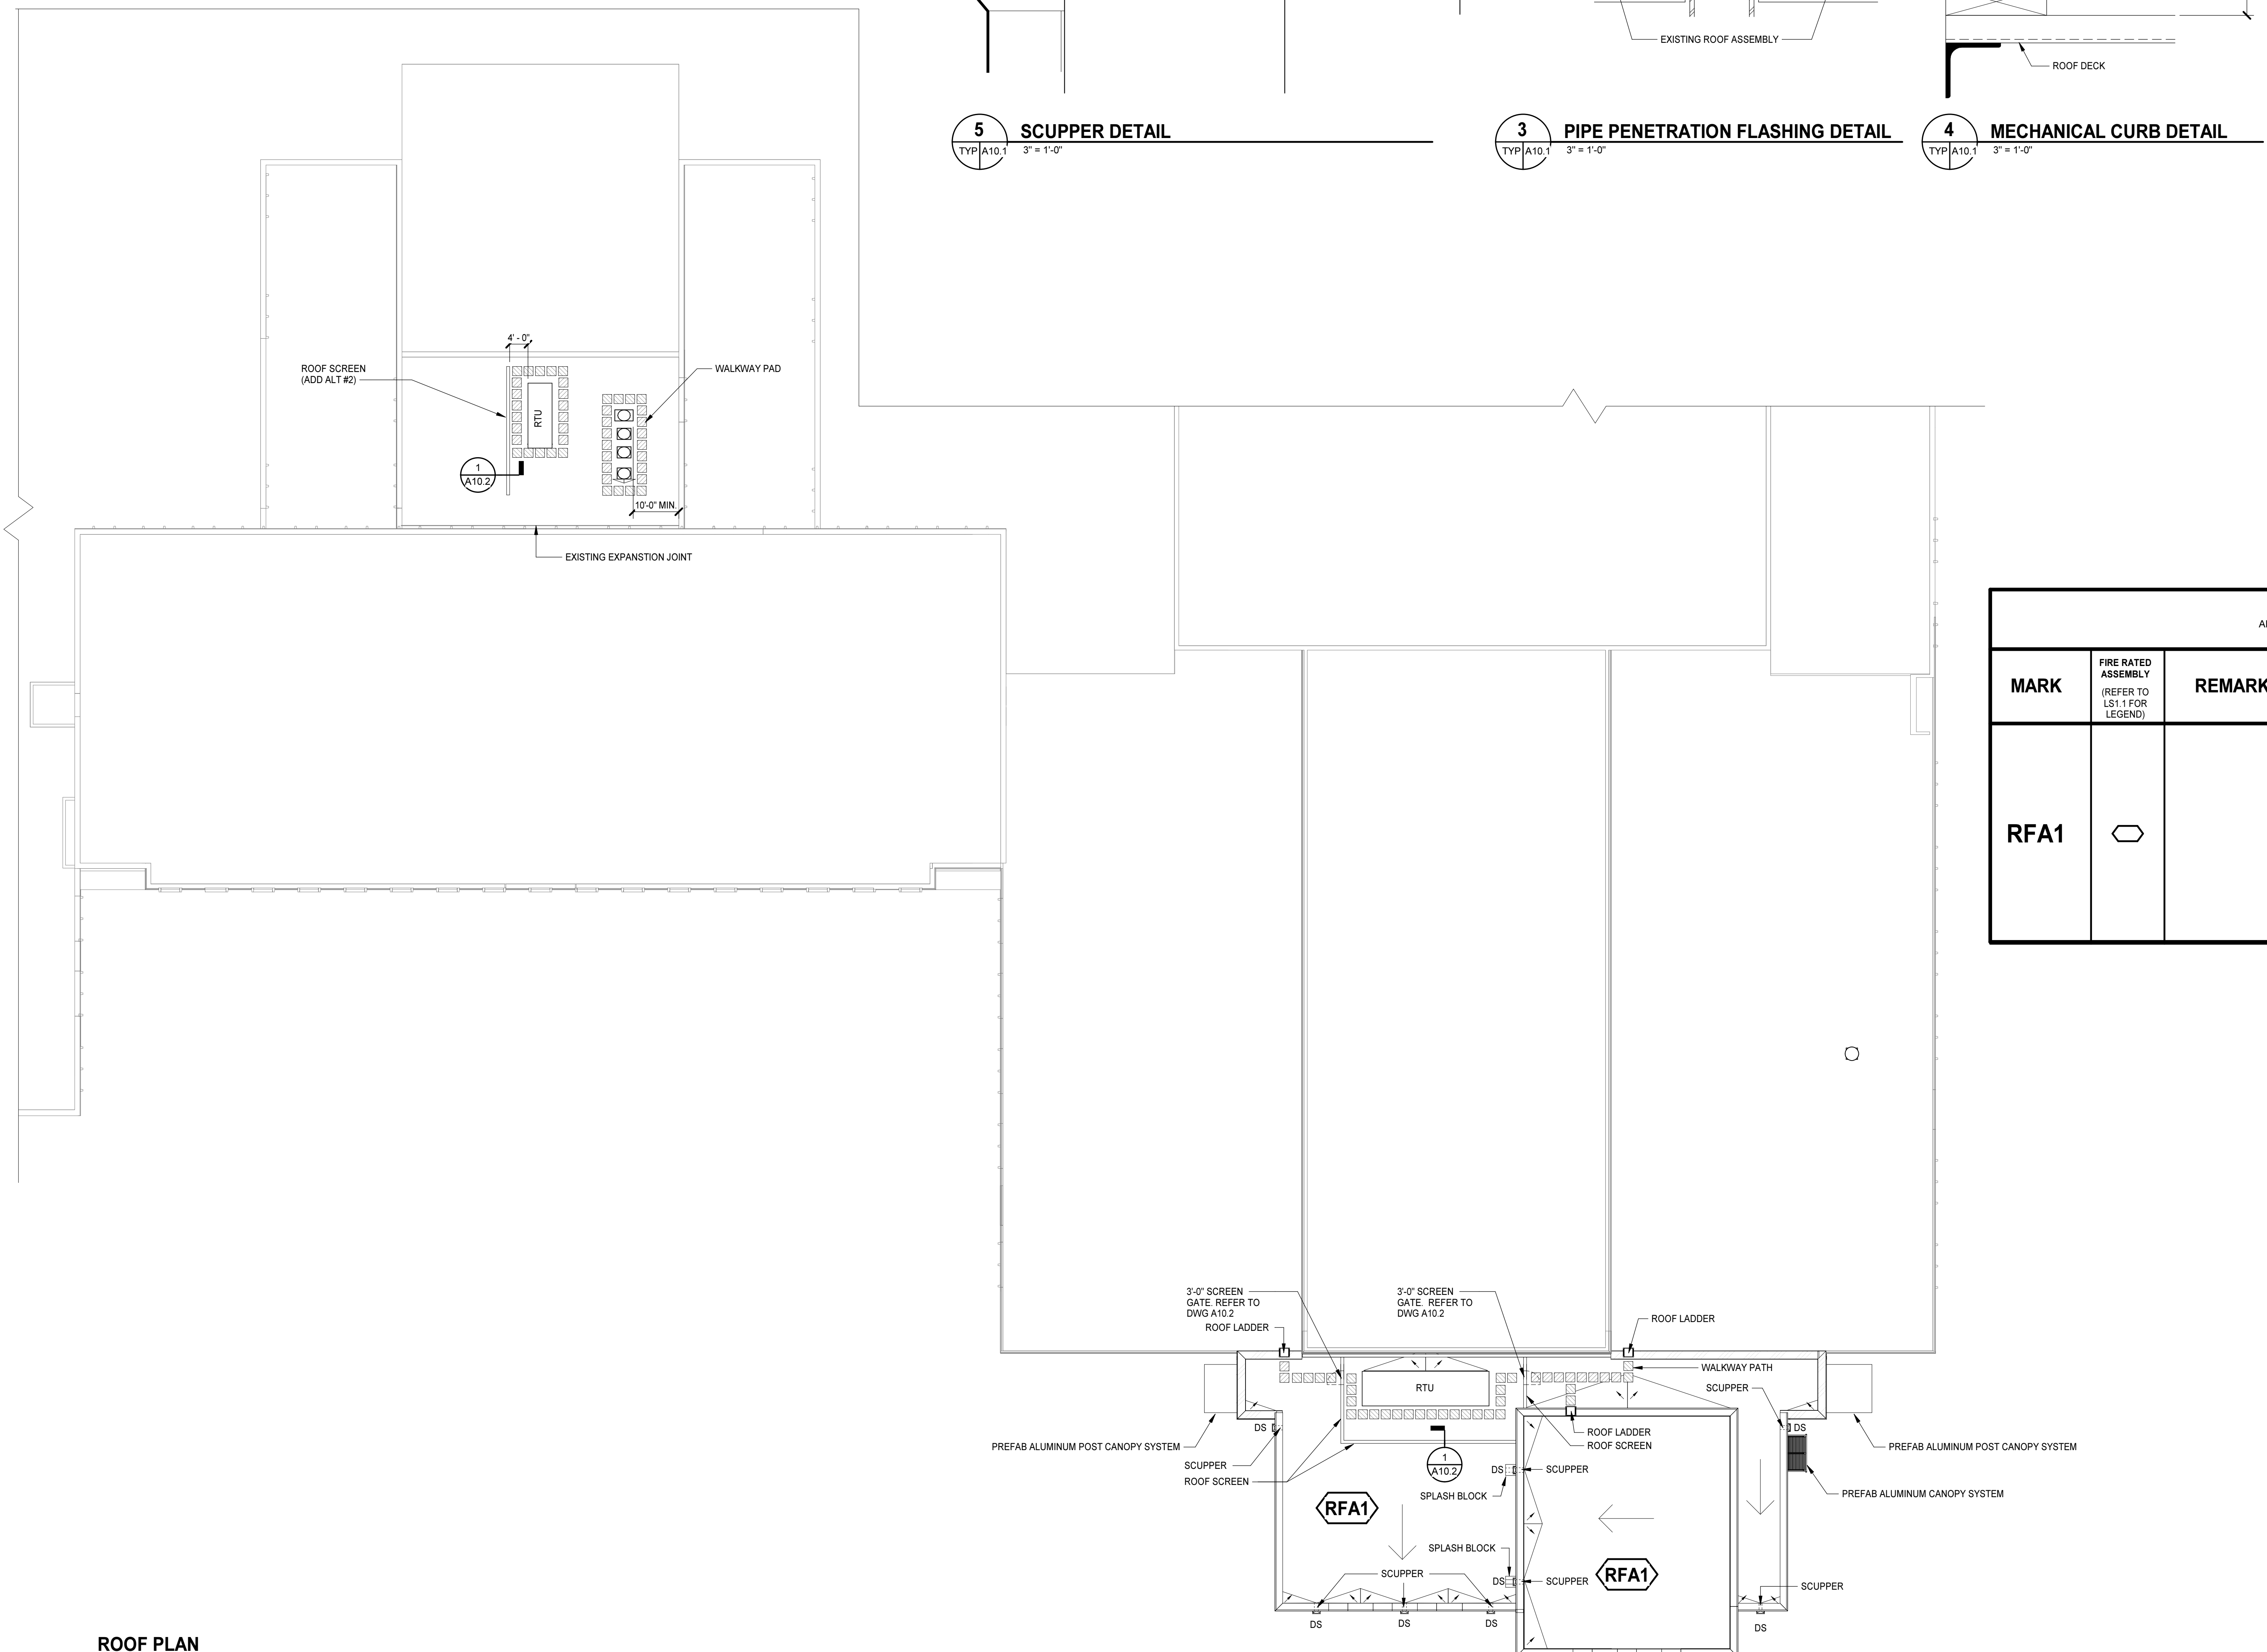 EXISTING ROOF ASSEMBLY
ROOF DECK
5
TYP A10.1
SCUPPER DETAIL
3" = 1'-0"
3
TYP A10.1
PIPE PENETRATION FLASHING DETAIL
3" = 1'-0"
4
TYP A10.1
MECHANICAL CURB DETAIL
3" = 1'-0"
4' - 0"
ROOF SCREEN
(ADD ALT #2)
WALKWAY PAD
RTU
1
A10.2
10'-0" MIN.
EXISTING EXPANSTION JOINT
MARK
FIRE RATED
ASSEMBLY
(REFER TO
LS1.1 FOR
LEGEND)
REMARK
RFA1
3'-0" SCREEN
GATE. REFER TO
DWG A10.2
ROOF LADDER
3'-0" SCREEN
GATE. REFER TO
DWG A10.2
ROOF LADDER
WALKWAY PATH
RTU
SCUPPER
DS
DS
ROOF LADDER
ROOF SCREEN
PREFAB ALUMINUM POST CANOPY SYSTEM
PREFAB ALUMINUM POST CANOPY SYSTEM
SCUPPER
ROOF SCREEN
1
A10.2
DS
SCUPPER
SPLASH BLOCK
PREFAB ALUMINUM CANOPY SYSTEM
RFA1
SPLASH BLOCK
SCUPPER
DS
SCUPPER
RFA1
SCUPPER
DS
DS
DS
DS
ROOF PLAN